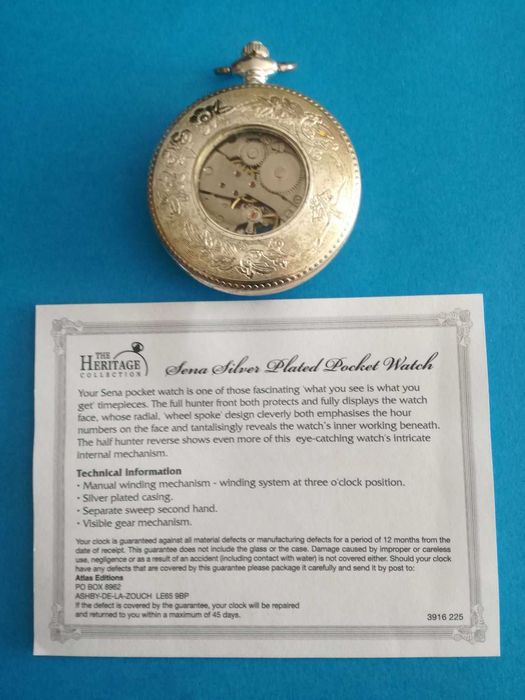 THE
HERITAGE
COLLECTION
Sena Silver Plated Pocket Watch
Your Sena pocket watch is one of those fascinating 'what you see is what you
get' timepieces. The full hunter front both protects and fully displays the watch
face, whose radial, 'wheel spoke' design cleverly both emphasises the hour
numbers on the face and tantalisingly reveals the watch's inner working beneath.
The half hunter reverse shows even more of this eye-catching watch's intricate
internal mechanism.
Technical Information
• Manual winding mechanism - winding system at three o'clock position.
• Silver plated casing.
• Separate sweep second hand.
• Visible gear mechanism.
Your clock is guaranteed against all material defects or manufacturing defects for a period of 12 months from the
date of receipt. This guarantee does not include the glass or the case. Damage caused by improper or careless
use, negligence or as a result of an accident (including contact with water) is not covered either. Should your clock
have any defects that are covered by this guarantee please package it carefully and send it by post to:
Atlas Editions
PO BOX 8962
ASHBY-DE-LA-ZOUCH LE65 9BP
If the defect is covered by the guarantee, your clock will be repaired
and returned to you within a maximum of 45 days.
3916 225